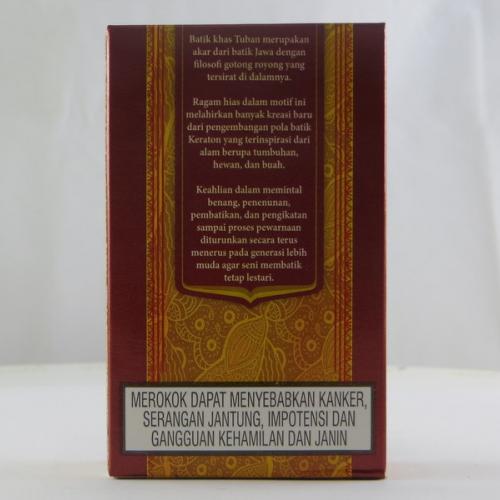 Batik khas Tuban merupakan
akar dari batik Jawa dengan
filosofi gotong royong yang
tersirat di dalamnya.
Ragam hias dalam motif ini
melahirkan banyak kreasi baru
dari pengembangan pola batik
Keraton yang terinspirasi dari
alam berupa tumbuhan,
hewan, dan buah.
Keahlian dalam memintal
benang, penenunan,
pembatikan, dan pengikatan
sampai proses pewarnaan
diturunkan secara terus
menerus pada generasi lebih
muda agar seni membatik
tetap lestari.
MEROKOK DAPAT MENYEBABKAN KANKER,
SERANGAN JANTUNG, IMPOTENSI DAN
GANGGUAN KEHAMILAN DAN JANIN